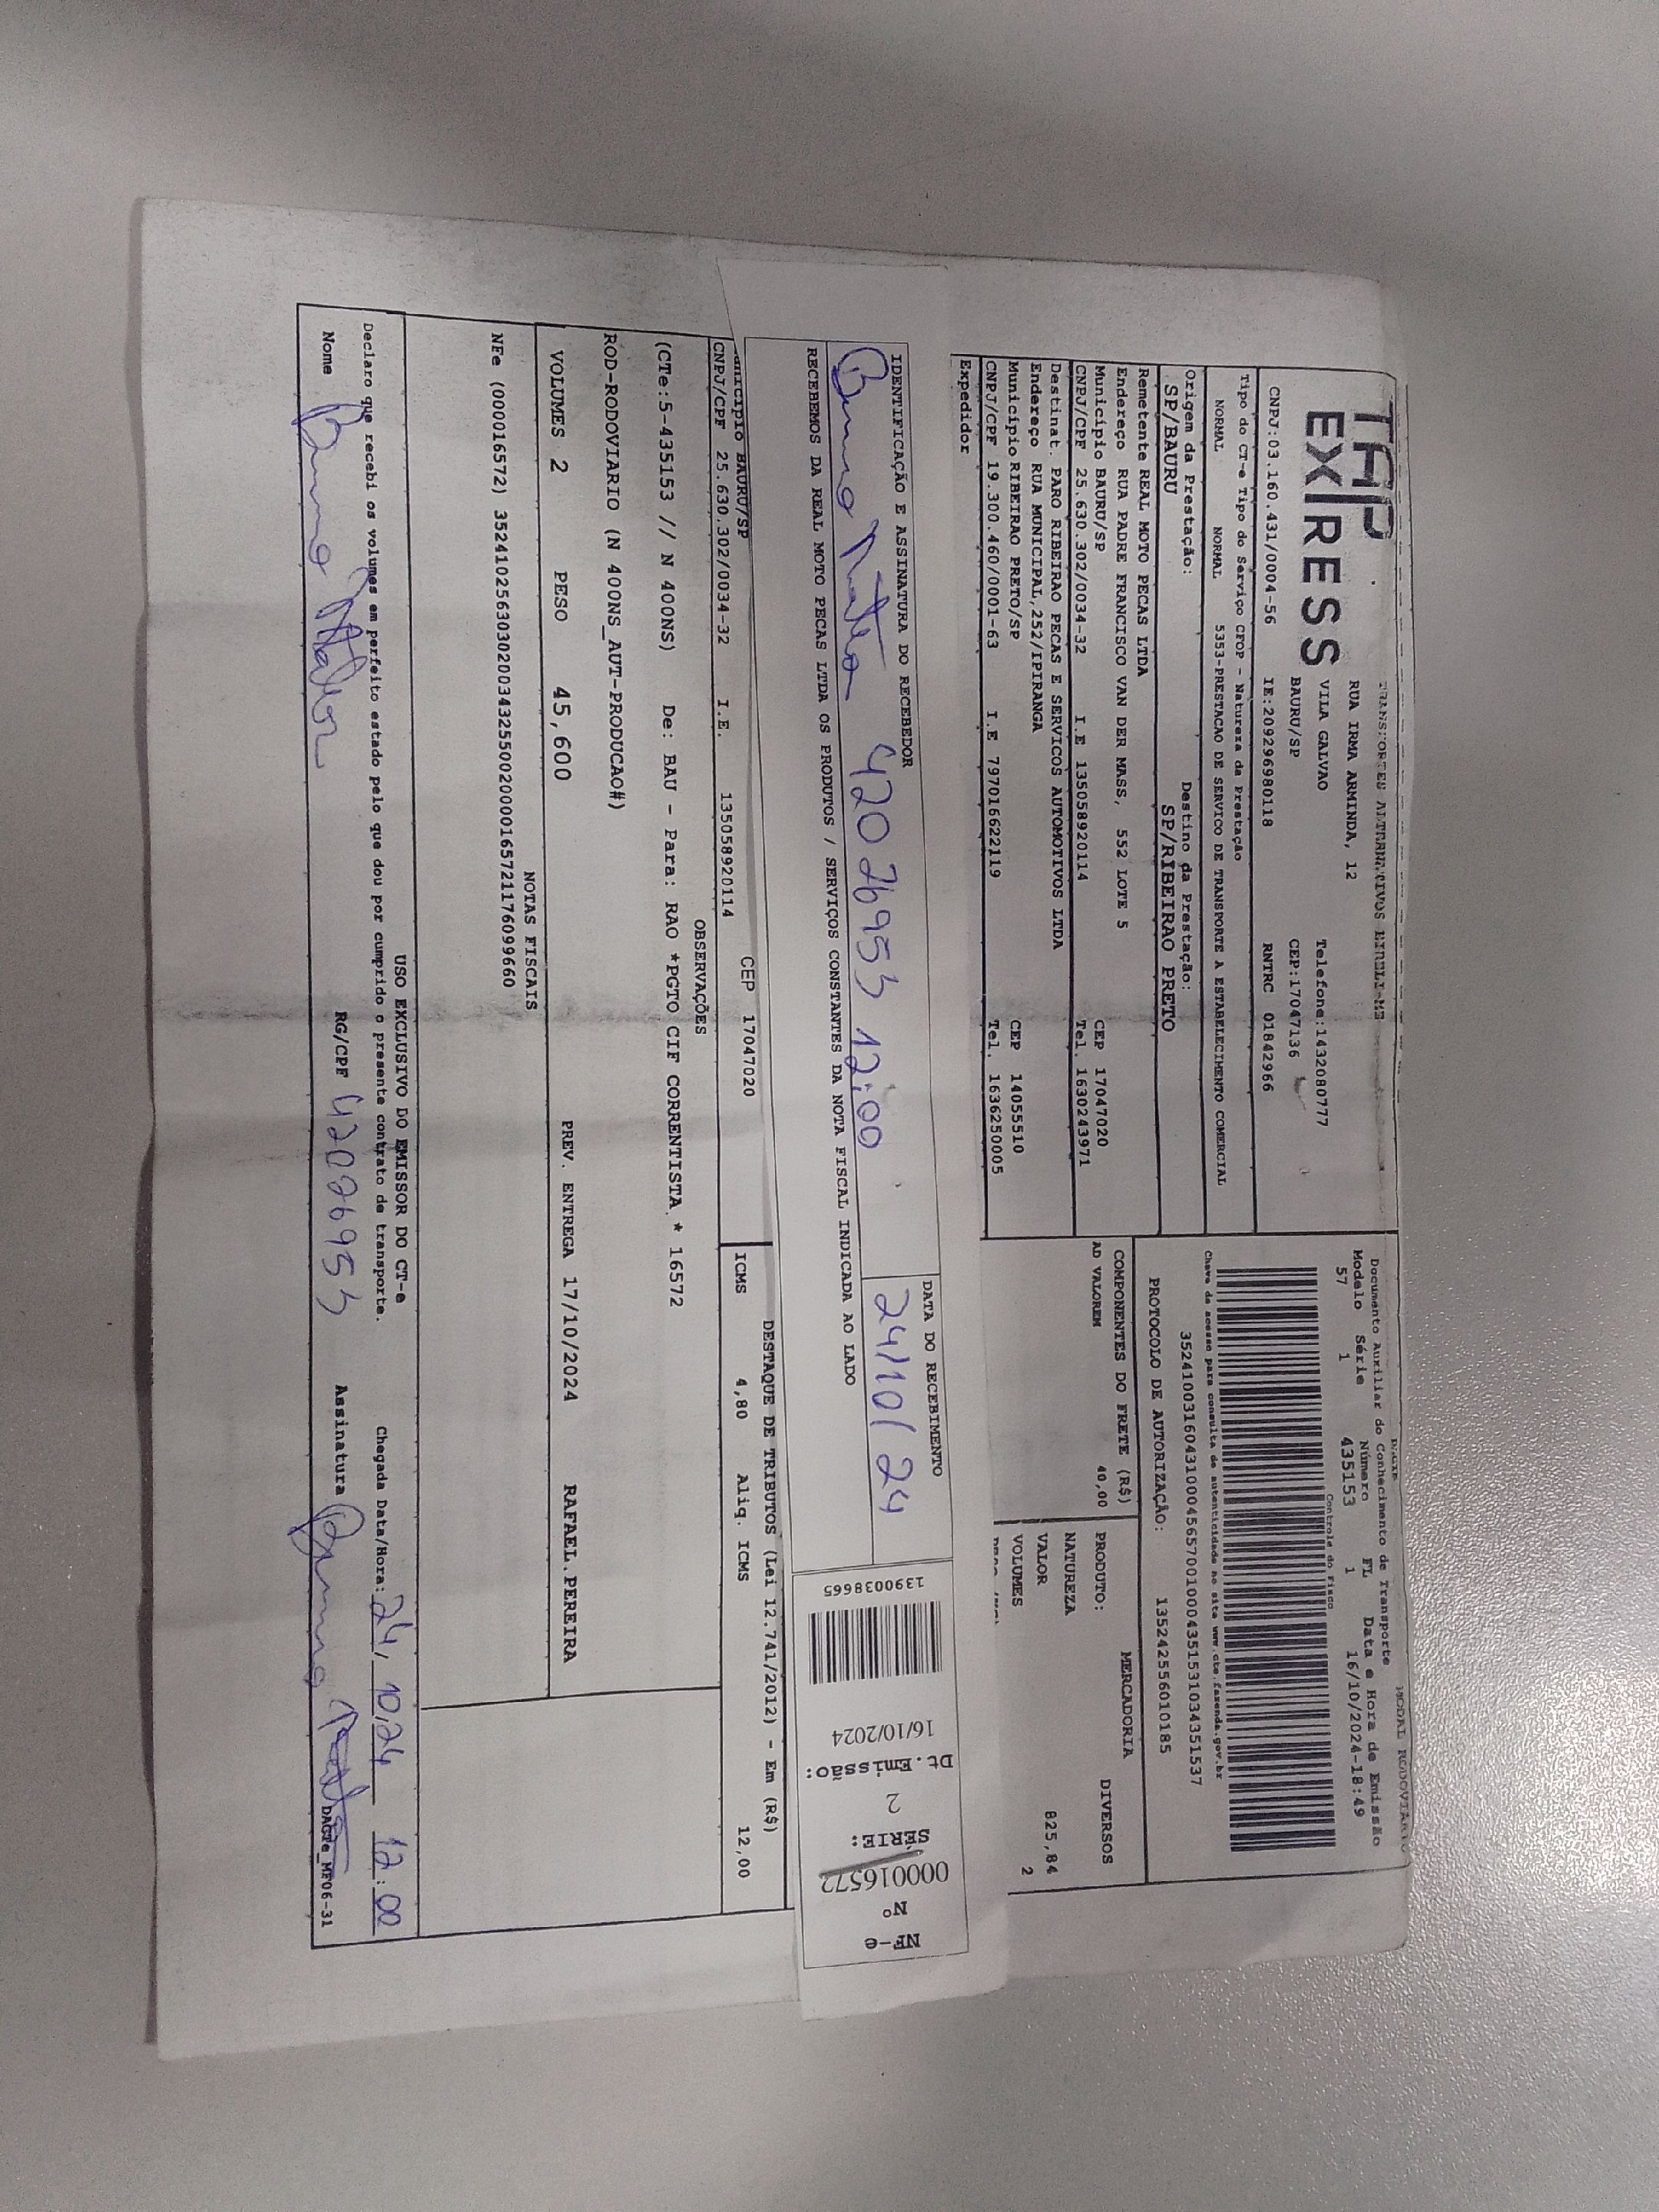 TAP EXPRESS
TRANSPORTES ALTERNATIVOS EIRELI-ME
RUA IRMA ARMINDA, 12
VILA GALVAO Telefone:1432080777
BAURU/SP CEP:17047136
CNPJ:03.160.431/0004-56 IE:209296980118 RNTRC 01842966
Tipo do CT-e Tipo do Serviço CFOP - Natureza da Prestação
NORMAL NORMAL 5353-PRESTACAO DE SERVICO DE TRANSPORTE A ESTABELECIMENTO COMERCIAL
Origem da Prestação: Destino da Prestação:
SP/BAURU SP/RIBEIRAO PRETO
Remetente REAL MOTO PECAS LTDA
Endereço RUA PADRE FRANCISCO VAN DER MASS, 552 LOTE 5
Município BAURU/SP CEP 17047020
CNPJ/CPF 25.630.302/0034-32 I.E 135058920114 Tel. 1630243971
Destinat. PARO RIBEIRAO PECAS E SERVICOS AUTOMOTIVOS LTDA
Endereço RUA MUNICIPAL,252/IPIRANGA
Município RIBEIRAO PRETO/SP CEP 14055510
CNPJ/CPF 19.300.460/0001-63 I.E 797016622119 Tel. 1636250005
Expedidor
MODAL RODOVIARIO
DACTE
Documento Auxiliar do Conhecimento de Transporte
Modelo Série Número FL Data e Hora de Emissão
57 1 435153 1 16/10/2024-18:49
Controle do Fisco
Chave de acesso para consulta de autenticidade no site www.cte.fazenda.gov.br
35241003160431000456570010004351531034351537
PROTOCOLO DE AUTORIZAÇÃO: 135242556010185
COMPONENTES DO FRETE (R$) MERCADORIA
AD VALOREM 40,00
PRODUTO: DIVERSOS
NATUREZA
VALOR 825,84
VOLUMES 2
IDENTIFICAÇÃO E ASSINATURA DO RECEBEDOR DATA DO RECEBIMENTO
Bruno 42026953 12:00 24/10/24
RECEBEMOS DA REAL MOTO PECAS LTDA OS PRODUTOS / SERVIÇOS CONSTANTES DA NOTA FISCAL INDICADA AO LADO
NF-e
Nº
000016572
SÉRIE:
2
Dt.Emissão:
16/10/2024
1390038665
Município BAURU/SP CEP 17047020
CNPJ/CPF 25.630.302/0034-32 I.E. 135058920114
DESTAQUE DE TRIBUTOS (Lei 12.741/2012) - Em (R$)
ICMS 4,80 Aliq. ICMS 12,00
OBSERVAÇÕES
(CTe:5-435153 // N 400NS) De: BAU - Para: RAO *PGTO CIF CORRENTISTA * 16572
ROD-RODOVIARIO (N 400NS_AUT-PRODUCAO#)
VOLUMES 2 PESO 45,600 PREV. ENTREGA 17/10/2024 RAFAEL.PEREIRA
NOTAS FISCAIS
NFe (000016572) 35241025630302003432550020000165721176099660
USO EXCLUSIVO DO EMISSOR DO CT-e
Declaro que recebi os volumes em perfeito estado pelo que dou por cumprido o presente contrato de transporte. Chegada Data/Hora: 24/10/24 12:00
Nome Bruno RG/CPF 42026953 Assinatura Bruno DACTe_MF06-31